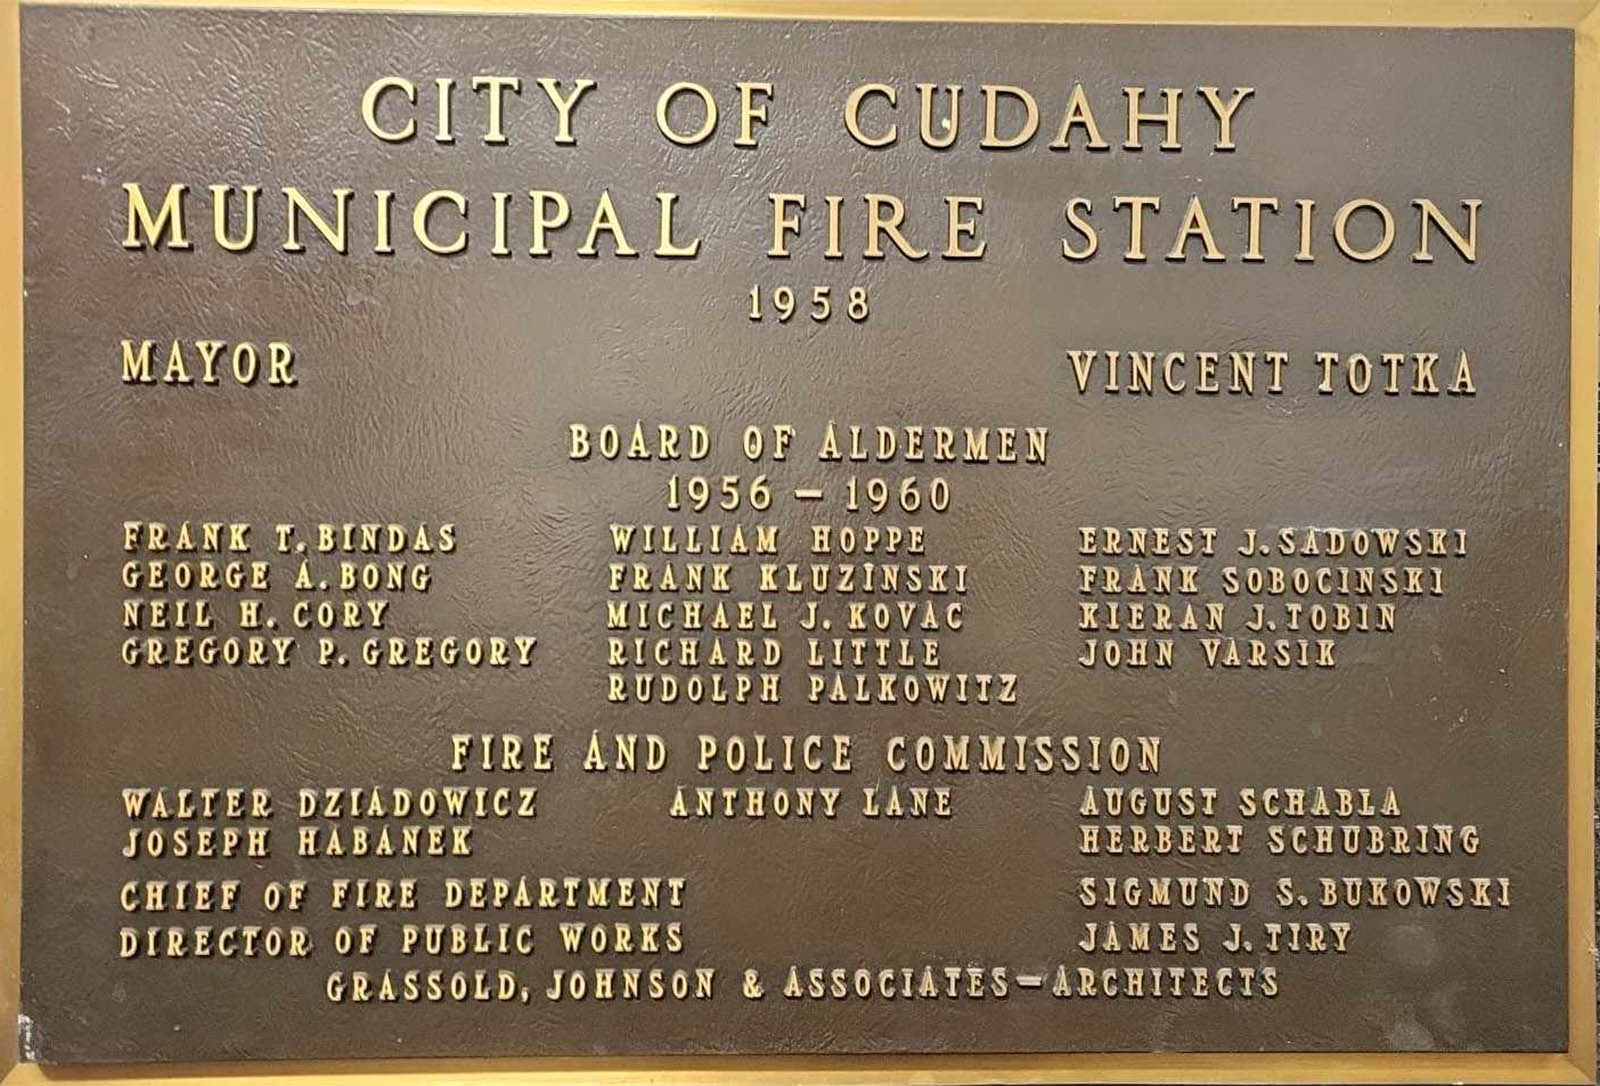 CITY OF CUDAHY
MUNICIPAL FIRE STATION
1958
MAYOR VINCENT TOTKA
BOARD OF ALDERMEN
1956 – 1960
FRANK T. BINDAS WILLIAM HOPPE ERNEST J. SADOWSKI
GEORGE A. BONG FRANK KLUZINSKI FRANK SOBOCINSKI
NEIL H. CORY MICHAEL J. KOVAC KIERAN J. TOBIN
GREGORY P. GREGORY RICHARD LITTLE JOHN VARSIK
RUDOLPH PALKOWITZ
FIRE AND POLICE COMMISSION
WALTER DZIADOWICZ ANTHONY LANE AUGUST SCHABLA
JOSEPH HABANEK HERBERT SCHUBRING
CHIEF OF FIRE DEPARTMENT SIGMUND S. BUKOWSKI
DIRECTOR OF PUBLIC WORKS JAMES J. TIRY
GRASSOLD, JOHNSON & ASSOCIATES – ARCHITECTS